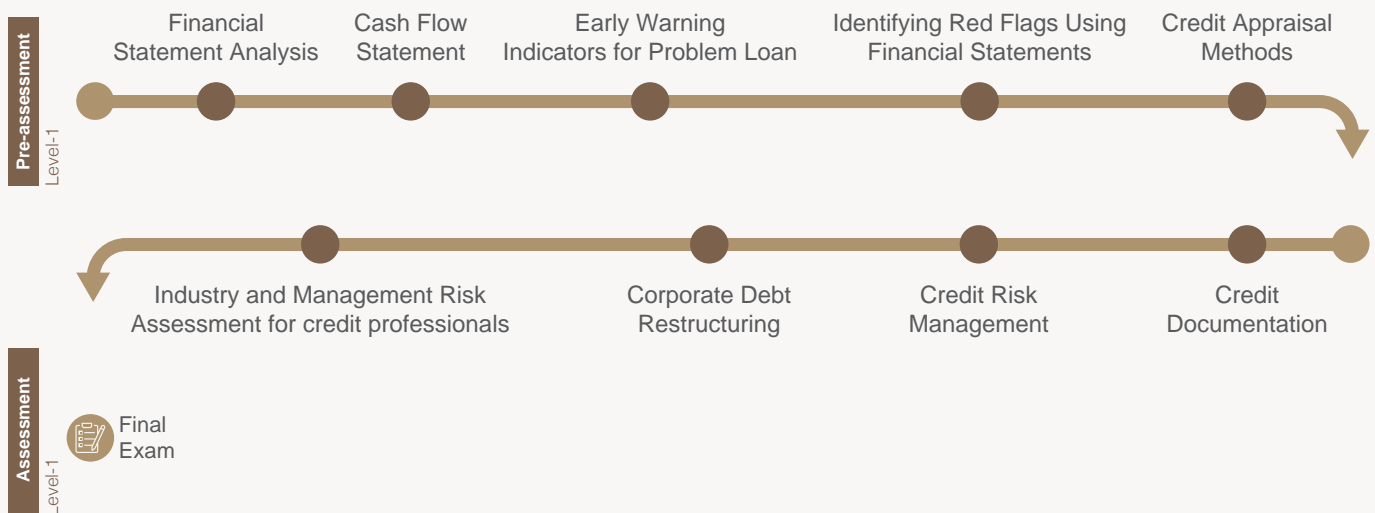 Pre-assessment
Level-1
Financial
Statement Analysis
Cash Flow
Statement
Early Warning
Indicators for Problem Loan
Identifying Red Flags Using
Financial Statements
Credit Appraisal
Methods
Industry and Management Risk
Assessment for credit professionals
Corporate Debt
Restructuring
Credit Risk
Management
Credit
Documentation
Assessment
Level-1
Final
Exam